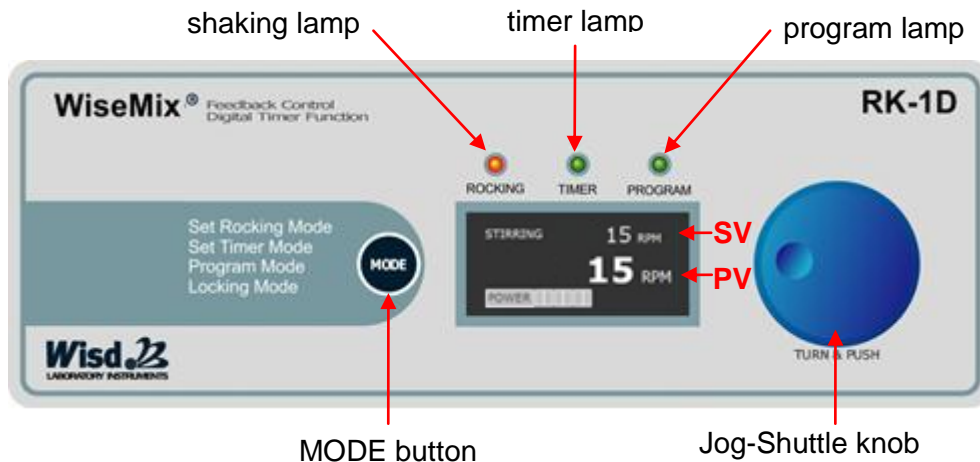 shaking lamp
timer lamp
program lamp
WiseMix® Feedback Control
Digital Timer Function
RK-1D
ROCKING TIMER PROGRAM
Set Rocking Mode
Set Timer Mode
Program Mode
Locking Mode
MODE
STIRRING 15 RPM
SV
15 RPM
PV
POWER
TURN & PUSH
Wisd.
LABORATORY INSTRUMENTS
MODE button
Jog-Shuttle knob